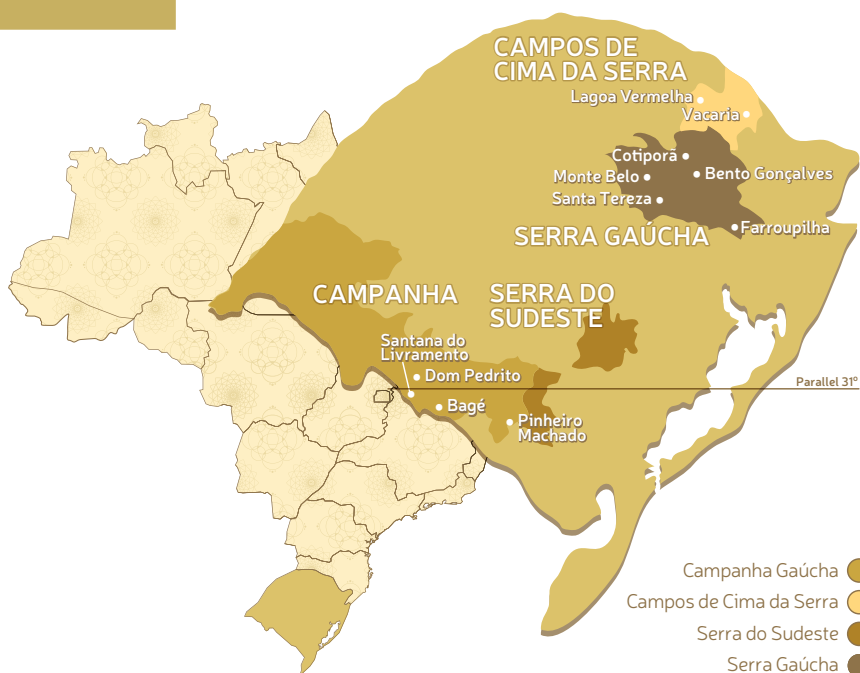 CAMPOS DE
CIMA DA SERRA
Lagoa Vermelha
Vacaria
Cotiporã
Monte Belo
Bento Gonçalves
Santa Tereza
Farroupilha
SERRA GAÚCHA
CAMPANHA
SERRA DO
SUDESTE
Santana do
Livramento
Dom Pedrito
Parallel 31º
Bagé
Pinheiro
Machado
Campanha Gaúcha
Campos de Cima da Serra
Serra do Sudeste
Serra Gaúcha